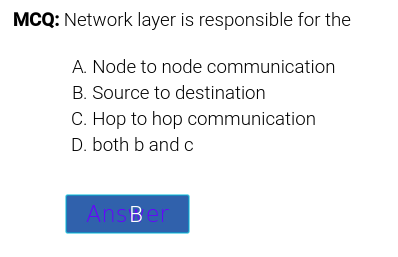 MCQ: Network layer is responsible for the
A. Node to node communication
B. Source to destination
C. Hop to hop communication
D. both b and c
AnsBer